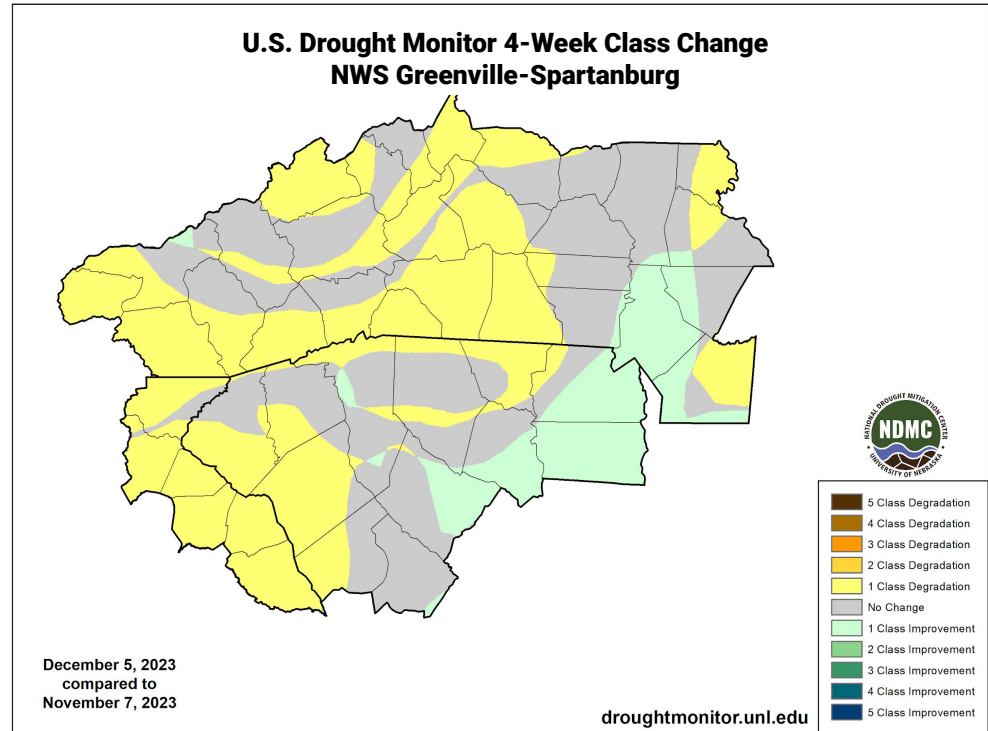 U.S. Drought Monitor 4-Week Class Change
NWS Greenville-Spartanburg
NATIONAL DROUGHT MITIGATION CENTER
NDMC
UNIVERSITY OF NEBRASKA
5 Class Degradation
4 Class Degradation
3 Class Degradation
2 Class Degradation
1 Class Degradation
No Change
1 Class Improvement
2 Class Improvement
3 Class Improvement
4 Class Improvement
5 Class Improvement
December 5, 2023
compared to
November 7, 2023
droughtmonitor.unl.edu